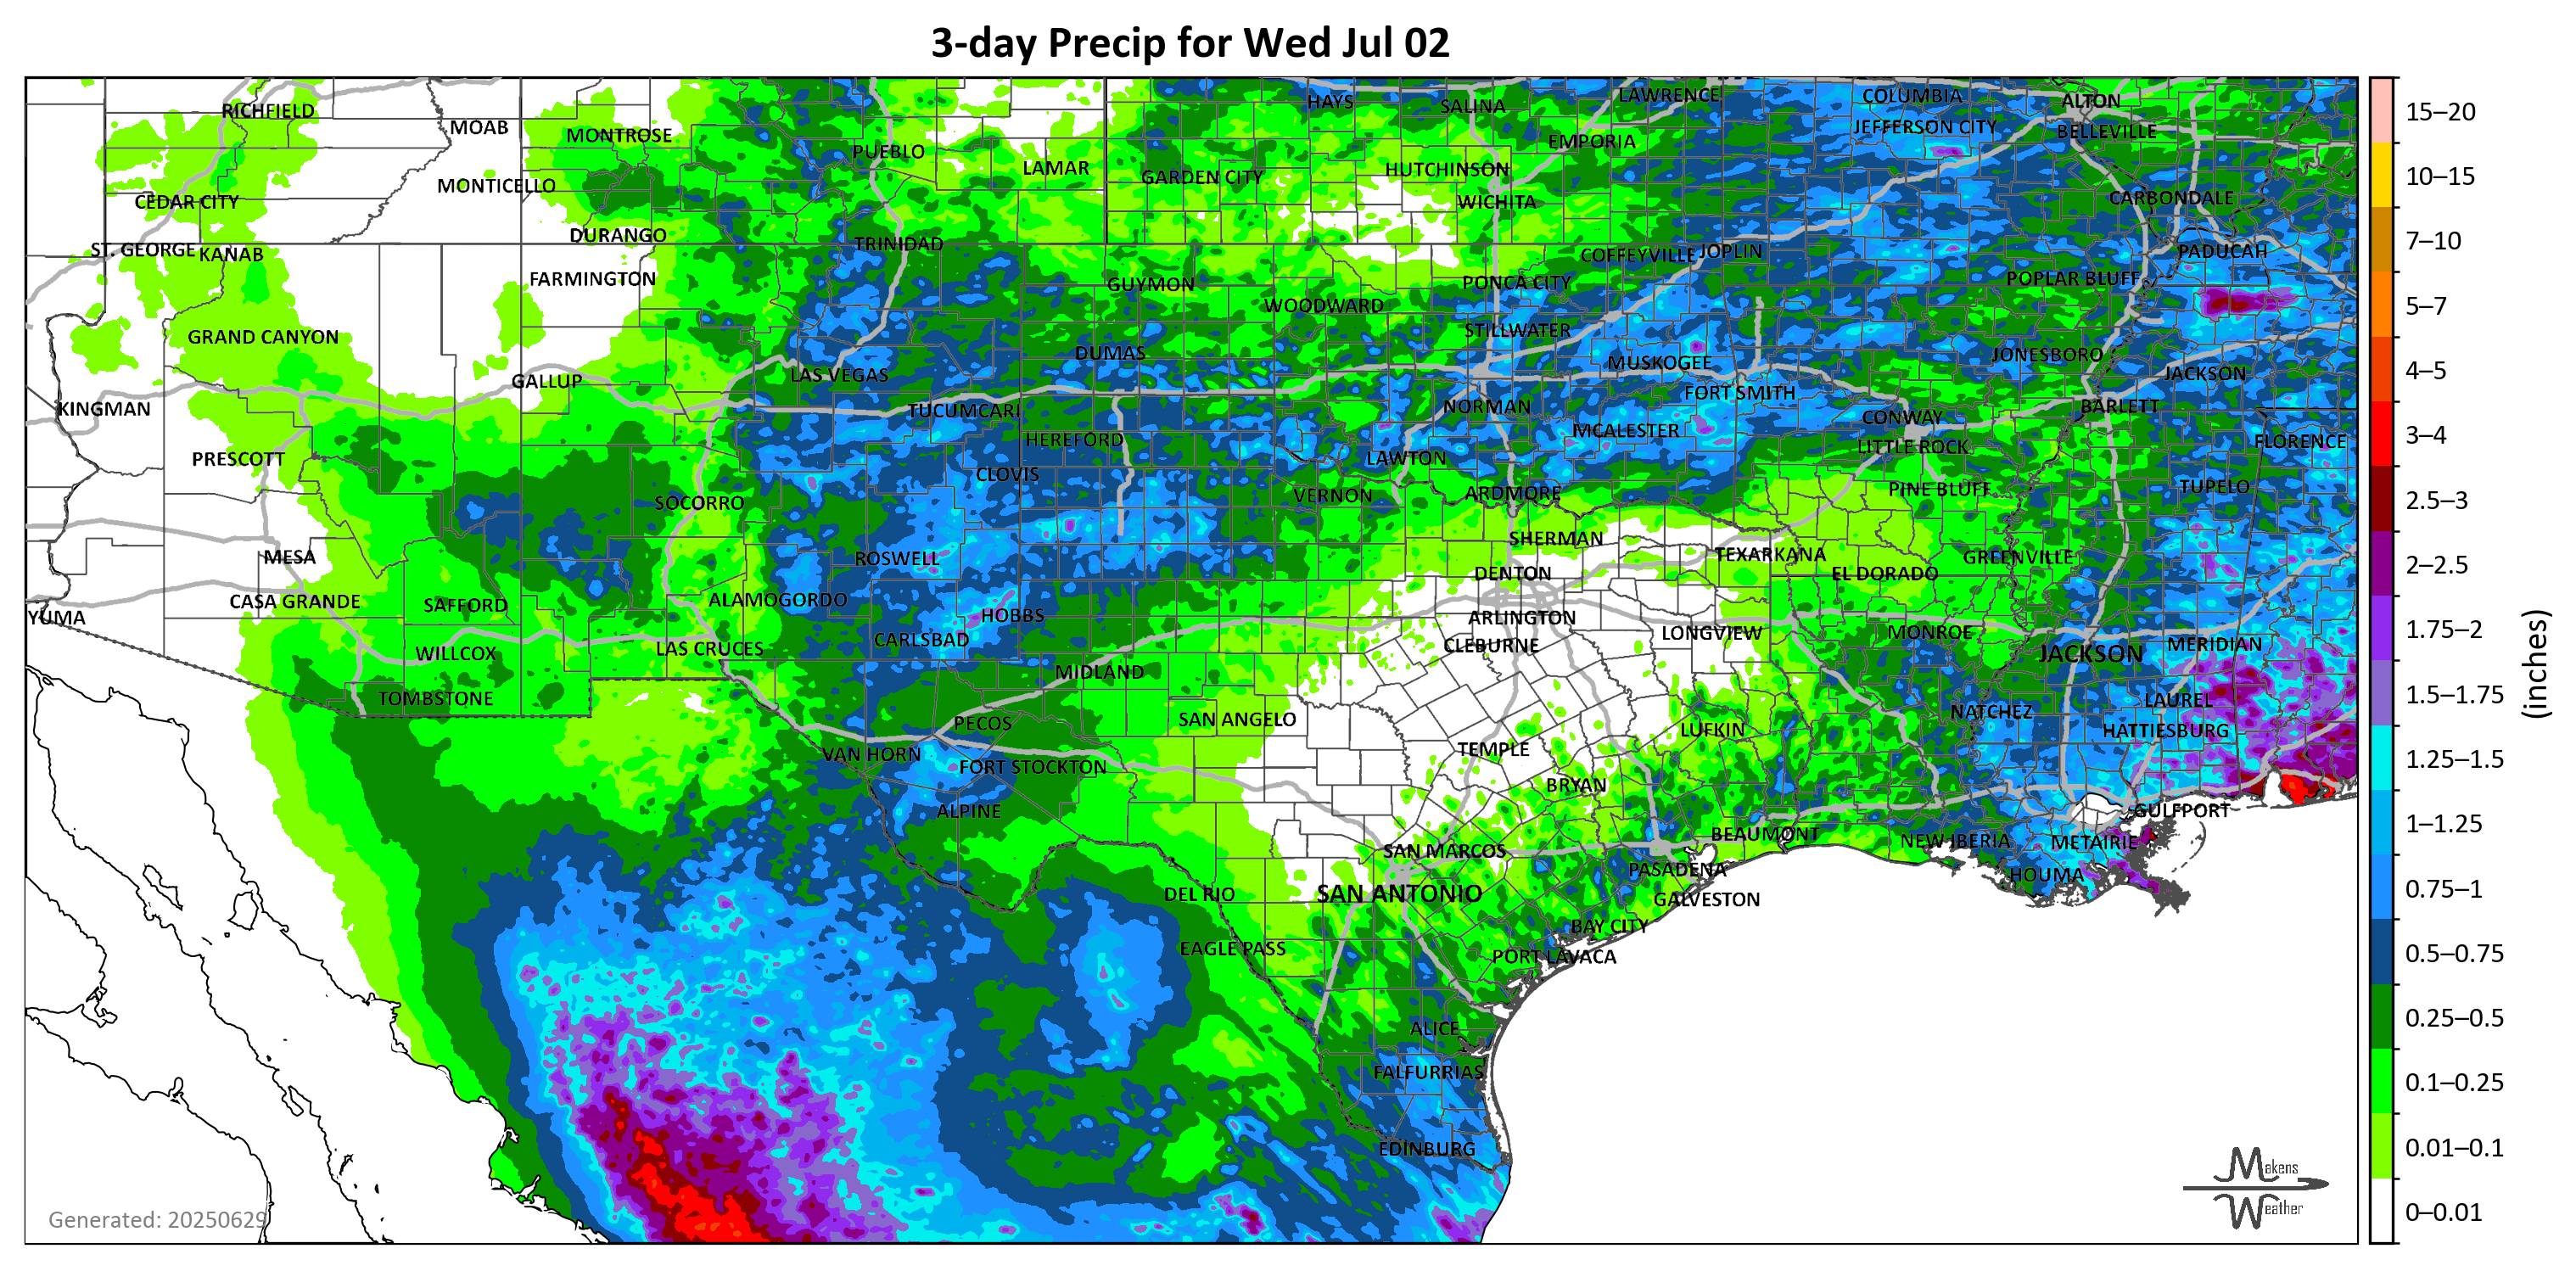 3-day Precip for Wed Jul 02
RICHFIELD
MOAB
MONTROSE
PUEBLO
LAMAR
HAYS
SALINA
LAWRENCE
COLUMBIA
ALTON
JEFFERSON CITY
BELLEVILLE
EMPORIA
HUTCHINSON
GARDEN CITY
MONTICELLO
CEDAR CITY
WICHITA
CARBONDALE
DURANGO
TRINIDAD
ST. GEORGE
KANAB
COFFEYVILLE
JOPLIN
PADUCAH
FARMINGTON
GUYMON
PONCA CITY
POPLAR BLUFF
WOODWARD
GRAND CANYON
STILLWATER
DUMAS
MUSKOGEE
JONESBORO
GALLUP
LAS VEGAS
JACKSON
FORT SMITH
KINGMAN
TUCUMCARI
NORMAN
BARLETT
CONWAY
HEREFORD
MCALESTER
FLORENCE
PRESCOTT
LAWTON
LITTLE ROCK
CLOVIS
SOCORRO
VERNON
ARDMORE
PINE BLUFF
TUPELO
MESA
ROSWELL
SHERMAN
TEXARKANA
GREENVILLE
DENTON
EL DORADO
CASA GRANDE
SAFFORD
ALAMOGORDO
YUMA
HOBBS
ARLINGTON
CARLSBAD
CLEBURNE
LONGVIEW
MONROE
MERIDIAN
WILLCOX
LAS CRUCES
JACKSON
MIDLAND
TOMBSTONE
LAUREL
PECOS
SAN ANGELO
NATCHEZ
LUFKIN
HATTIESBURG
VAN HORN
FORT STOCKTON
TEMPLE
BRYAN
ALPINE
GULFPORT
BEAUMONT
NEW IBERIA
METAIRIE
SAN MARCOS
PASADENA
HOUMA
DEL RIO
SAN ANTONIO
GALVESTON
BAY CITY
EAGLE PASS
PORT LAVACA
ALICE
FALFURRIAS
EDINBURG
Generated: 20250629
Makens
Weather
15–20
10–15
7–10
5–7
4–5
3–4
2.5–3
2–2.5
1.75–2
1.5–1.75
1.25–1.5
1–1.25
0.75–1
0.5–0.75
0.25–0.5
0.1–0.25
0.01–0.1
0–0.01
(inches)